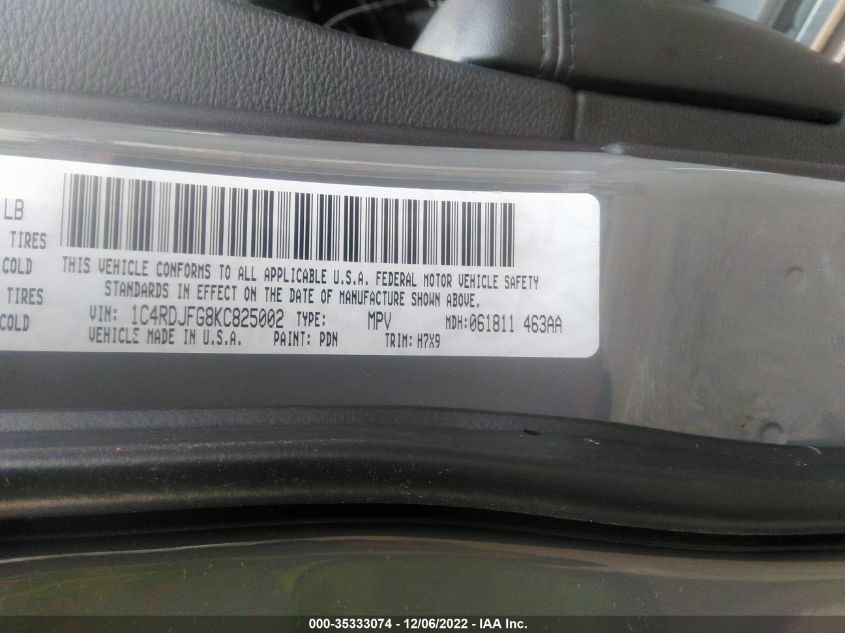 LB
TIRES
COLD
THIS VEHICLE CONFORMS TO ALL APPLICABLE U.S.A. FEDERAL MOTOR VEHICLE SAFETY
STANDARDS IN EFFECT ON THE DATE OF MANUFACTURE SHOWN ABOVE.
TIRES
COLD
VIN: 1C4RDJFG8KC825002 TYPE: MPV MDH:061811 463AA
VEHICLE MADE IN U.S.A. PAINT: PDN TRIM: H7X9
000-35333074 - 12/06/2022 - IAA Inc.